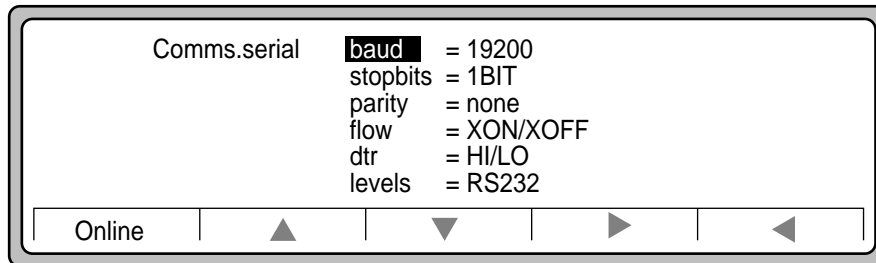 Comms.serial baud = 19200
stopbits = 1BIT
parity = none
flow = XON/XOFF
dtr = HI/LO
levels = RS232
Online